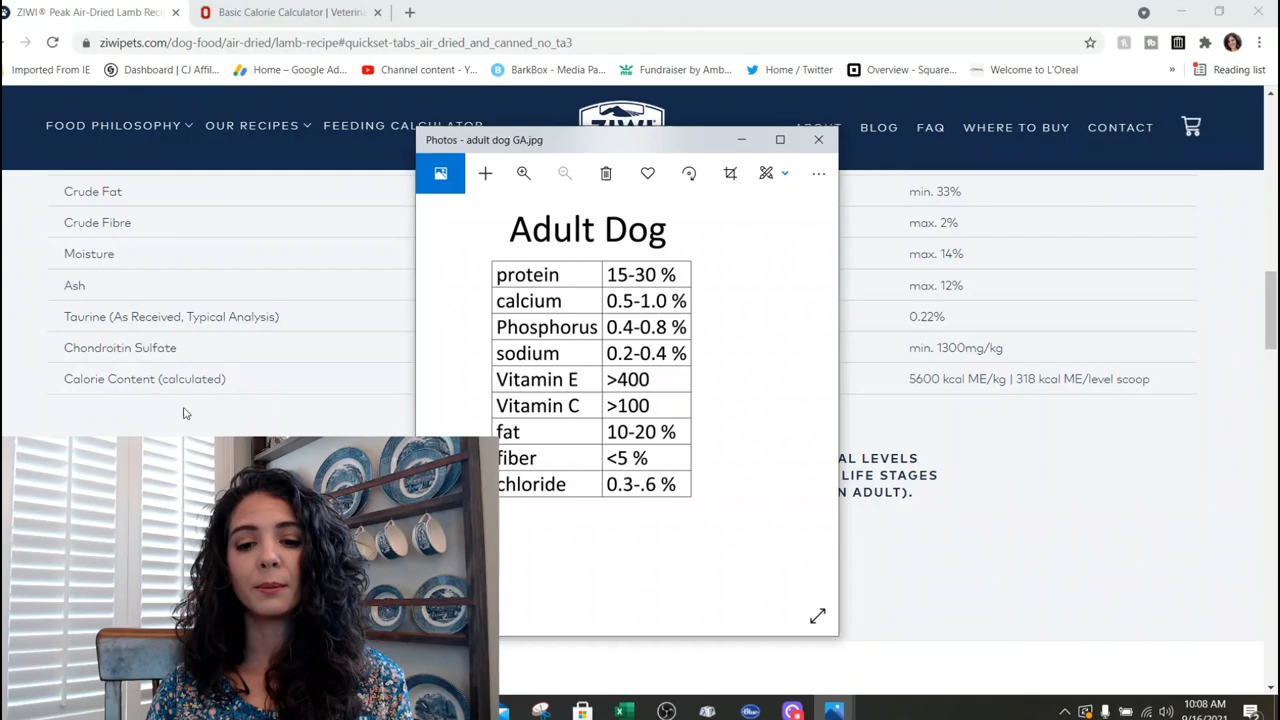 ZIWI® Peak Air-Dried Lamb Reci
Basic Calorie Calculator | Veterina
ziwipets.com/dog-food/air-dried/lamb-recipe#quickset-tabs_air_dried_and_canned_no_ta3
Imported From IE
Dashboard | CJ Affil...
Home – Google Ad...
Channel content - Y...
BarkBox - Media Pa...
Fundraiser by Amb...
Home / Twitter
Overview - Square...
Welcome to L'Oreal
»
Reading list
FOOD PHILOSOPHY
OUR RECIPES
FEEDING CALCULATOR
ZIWI
ABOUT
BLOG
FAQ
WHERE TO BUY
CONTACT
Photos - adult dog GA.jpg
Crude Fat min. 33%
Crude Fibre max. 2%
Moisture max. 14%
Ash max. 12%
Taurine (As Received, Typical Analysis) 0.22%
Chondroitin Sulfate min. 1300mg/kg
Calorie Content (calculated) 5600 kcal ME/kg | 318 kcal ME/level scoop
Adult Dog
protein 15-30 %
calcium 0.5-1.0 %
Phosphorus 0.4-0.8 %
sodium 0.2-0.4 %
Vitamin E >400
Vitamin C >100
fat 10-20 %
fiber <5 %
chloride 0.3-.6 %
AL LEVELS
LIFE STAGES
N ADULT).
10:08 AM
9/16/2021